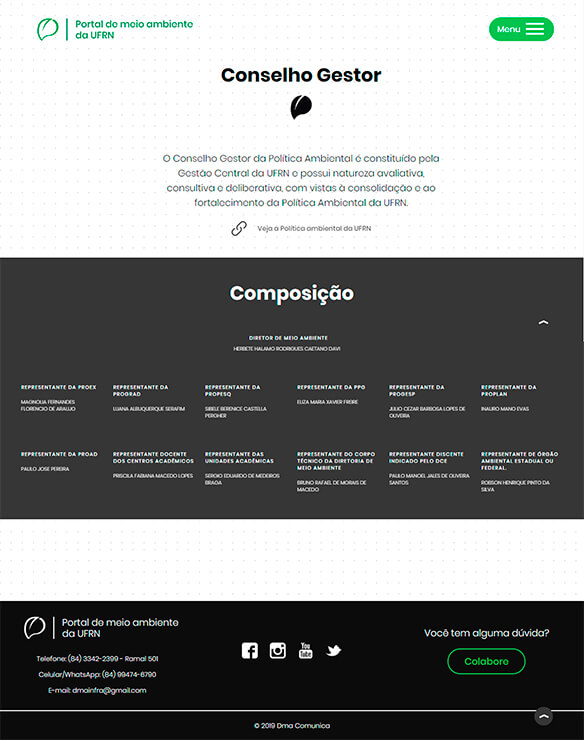 Portal de meio ambiente
da UFRN
Menu
Conselho Gestor
O Conselho Gestor da Política Ambiental é constituído pela
Gestão Central da UFRN e possui natureza avaliativa,
consultiva e deliberativa, com vistas à consolidação e ao
fortalecimento da Política Ambiental da UFRN.
Veja a Política ambiental da UFRN
Composição
DIRETOR DE MEIO AMBIENTE
HERBETE HALAMO RODRIGUES CAETANO DAVI
REPRESENTANTE DA PROEX
MAGNOLIA FERNANDES
FLORENCIO DE ARAUJO
REPRESENTANTE DA
PROGRAD
LUANA ALBUQUERQUE SERAFIM
REPRESENTANTE DA
PROPESQ
SIBELE BERENICE CASTELLA
PERGHER
REPRESENTANTE DA PPG
ELIZA MARIA XAVIER FREIRE
REPRESENTANTE DA
PROGESP
JULIO CEZAR BARBOSA LOPES DE
OLIVEIRA
REPRESENTANTE DA
PROPLAN
INAURO MANO EVAS
REPRESENTANTE DA PROAD
PAULO JOSE PEREIRA
REPRESENTANTE DOCENTE
DOS CENTROS ACADÊMICOS
PRISCILA FABIANA MACEDO LOPES
REPRESENTANTE DAS
UNIDADES ACADÊMICAS
SERGIO EDUARDO DE MEDEIROS
BRAGA
REPRESENTANTE DO CORPO
TÉCNICO DA DIRETORIA DE
MEIO AMBIENTE
BRUNO RAFAEL DE MORAIS DE
MACEDO
REPRESENTANTE DISCENTE
INDICADO PELO DCE
PAULO MANOEL JALES DE OLIVEIRA
SANTOS
REPRESENTANTE DE ÓRGÃO
AMBIENTAL ESTADUAL OU
FEDERAL.
ROBSON HENRIQUE PINTO DA
SILVA
Portal de meio ambiente
da UFRN
Telefone: (84) 3342-2399 - Ramal 501
Celular/WhatsApp: (84) 99474-6790
E-mail: dmainfra@gmail.com
You
Tube
Você tem alguma dúvida?
Colabore
© 2019 Dma Comunica